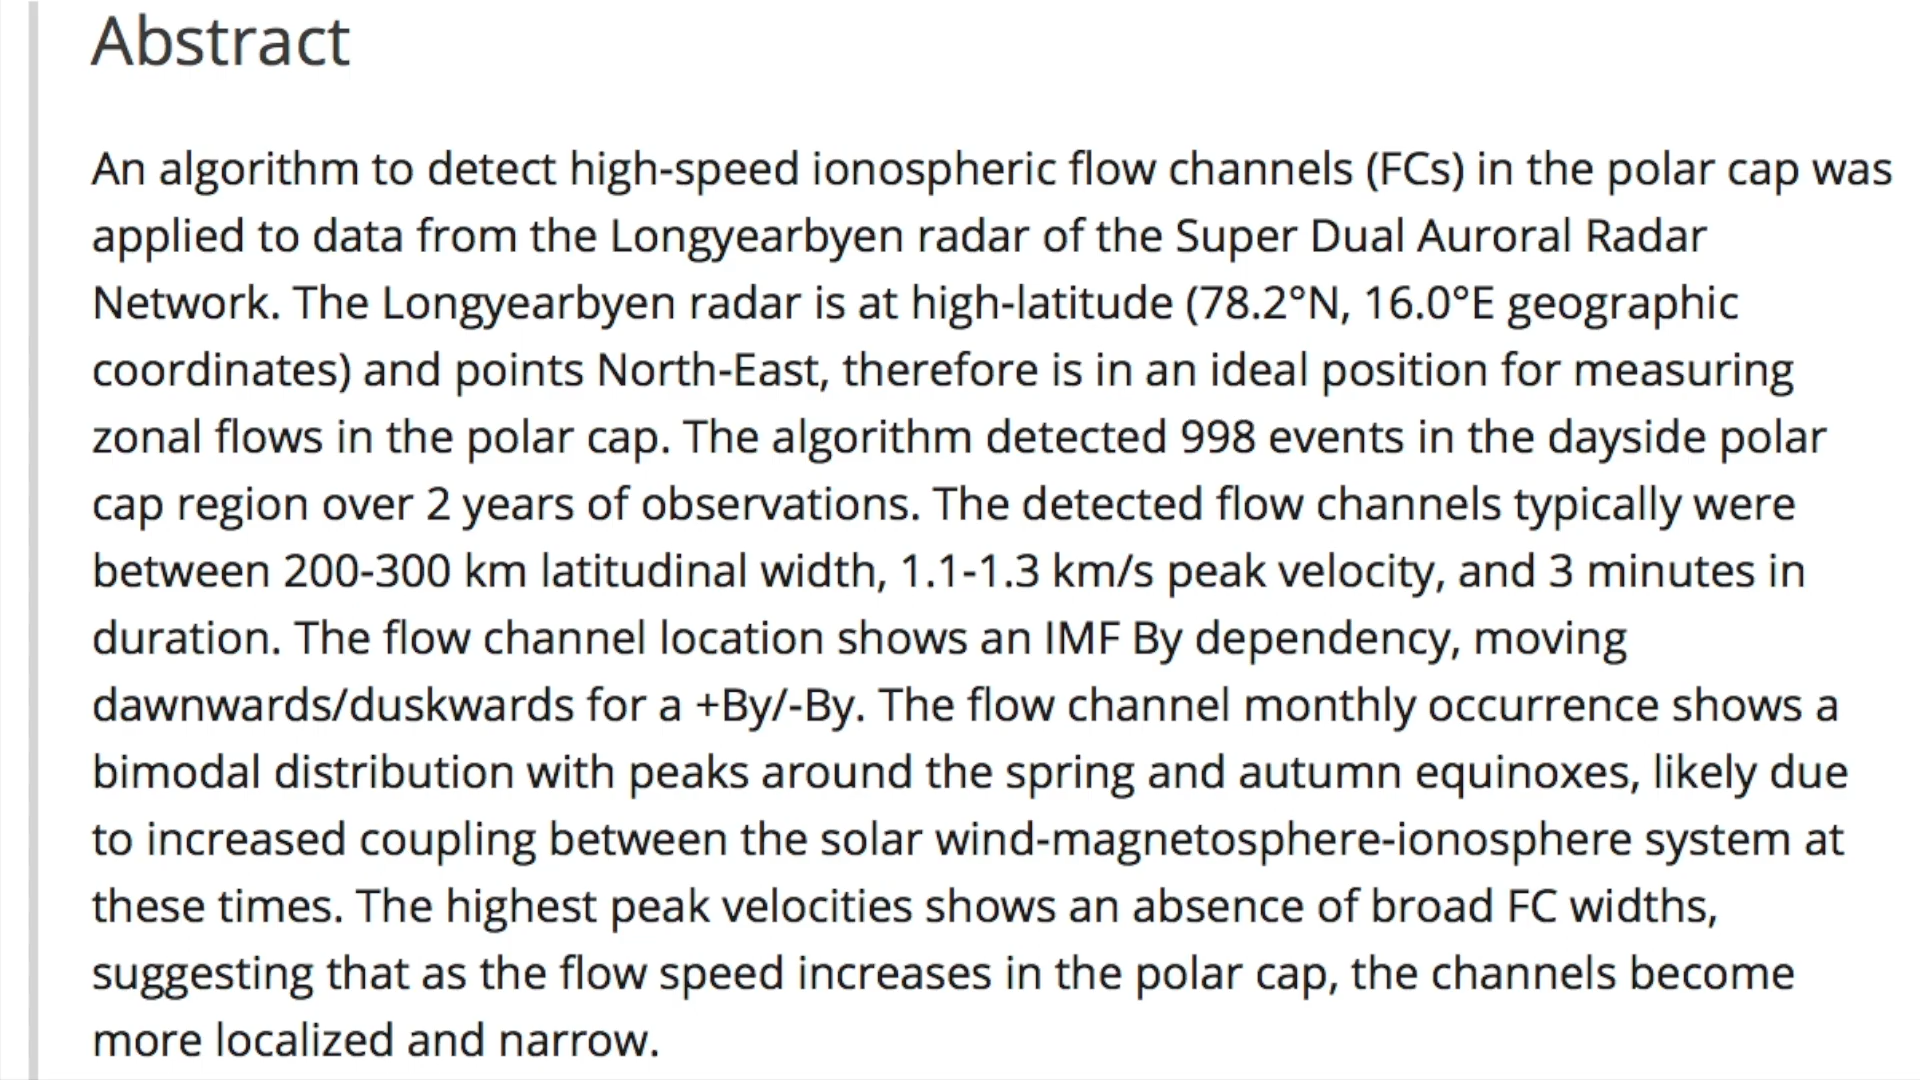 Abstract
An algorithm to detect high-speed ionospheric flow channels (FCs) in the polar cap was
applied to data from the Longyearbyen radar of the Super Dual Auroral Radar
Network. The Longyearbyen radar is at high-latitude (78.2°N, 16.0°E geographic
coordinates) and points North-East, therefore is in an ideal position for measuring
zonal flows in the polar cap. The algorithm detected 998 events in the dayside polar
cap region over 2 years of observations. The detected flow channels typically were
between 200-300 km latitudinal width, 1.1-1.3 km/s peak velocity, and 3 minutes in
duration. The flow channel location shows an IMF By dependency, moving
dawnwards/duskwards for a +By/-By. The flow channel monthly occurrence shows a
bimodal distribution with peaks around the spring and autumn equinoxes, likely due
to increased coupling between the solar wind-magnetosphere-ionosphere system at
these times. The highest peak velocities shows an absence of broad FC widths,
suggesting that as the flow speed increases in the polar cap, the channels become
more localized and narrow.